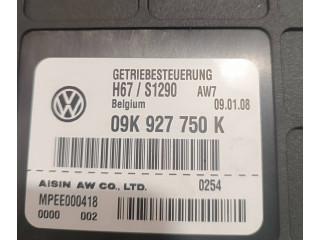 GETRIEBESTEUERUNG
H67 / S1290 AW7
Belgium 09.01.08
09K 927 750 K
AISIN AW CO., LTD. 0254
MPEE000418
0000 002